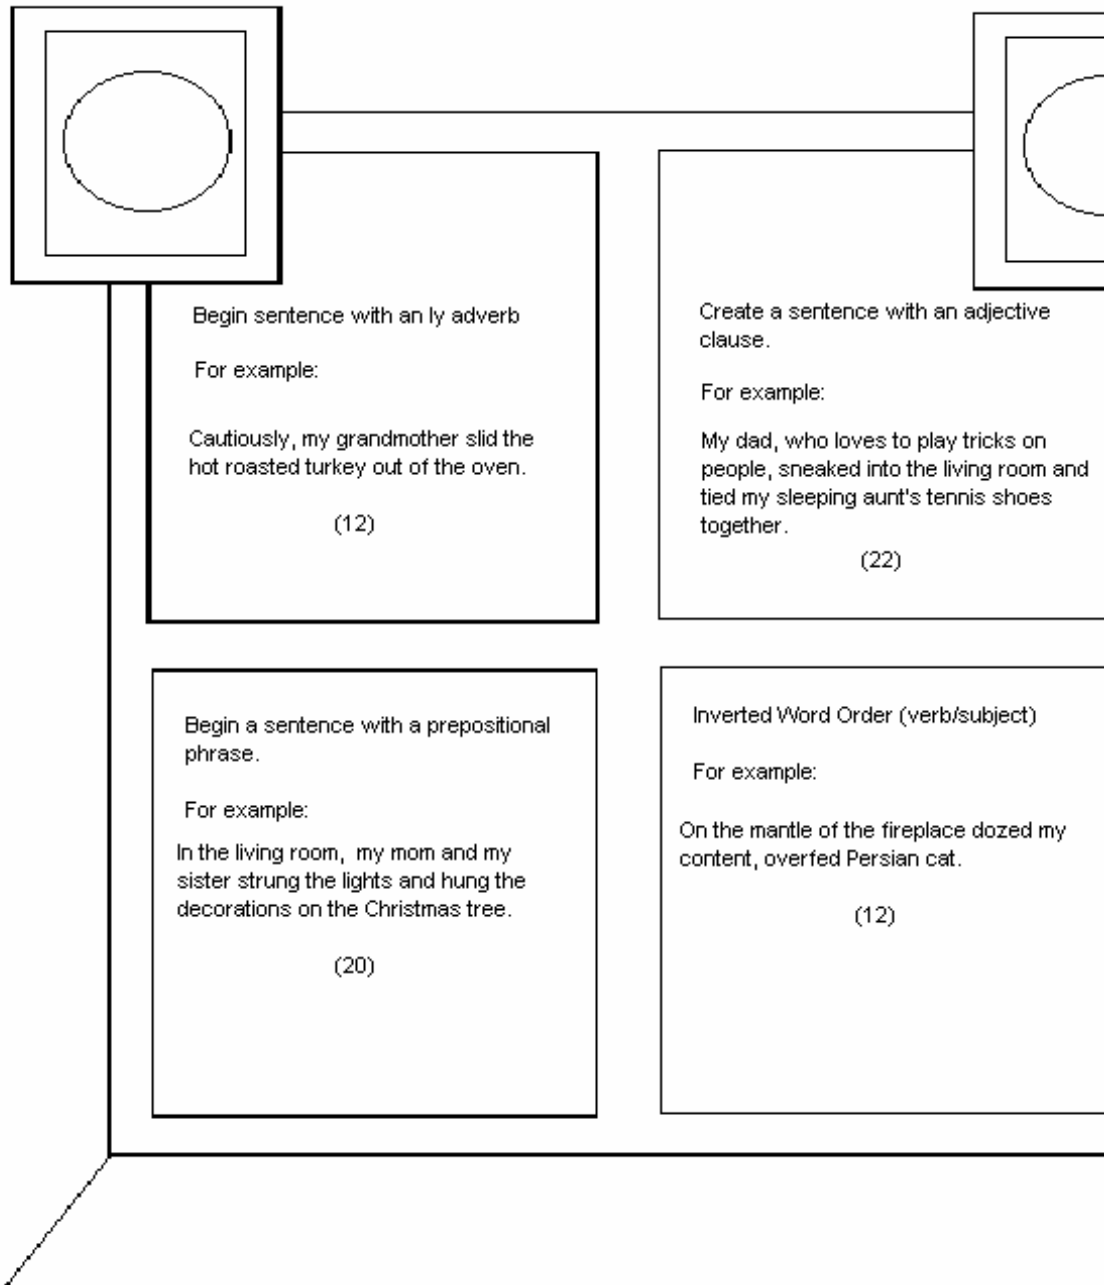 Begin sentence with an ly adverb
For example:
Cautiously, my grandmother slid the
hot roasted turkey out of the oven.
(12)
Create a sentence with an adjective
clause.
For example:
My dad, who loves to play tricks on
people, sneaked into the living room and
tied my sleeping aunt's tennis shoes
together.
(22)
Begin a sentence with a prepositional
phrase.
For example:
In the living room, my mom and my
sister strung the lights and hung the
decorations on the Christmas tree.
(20)
Inverted Word Order (verb/subject)
For example:
On the mantle of the fireplace dozed my
content, overfed Persian cat.
(12)